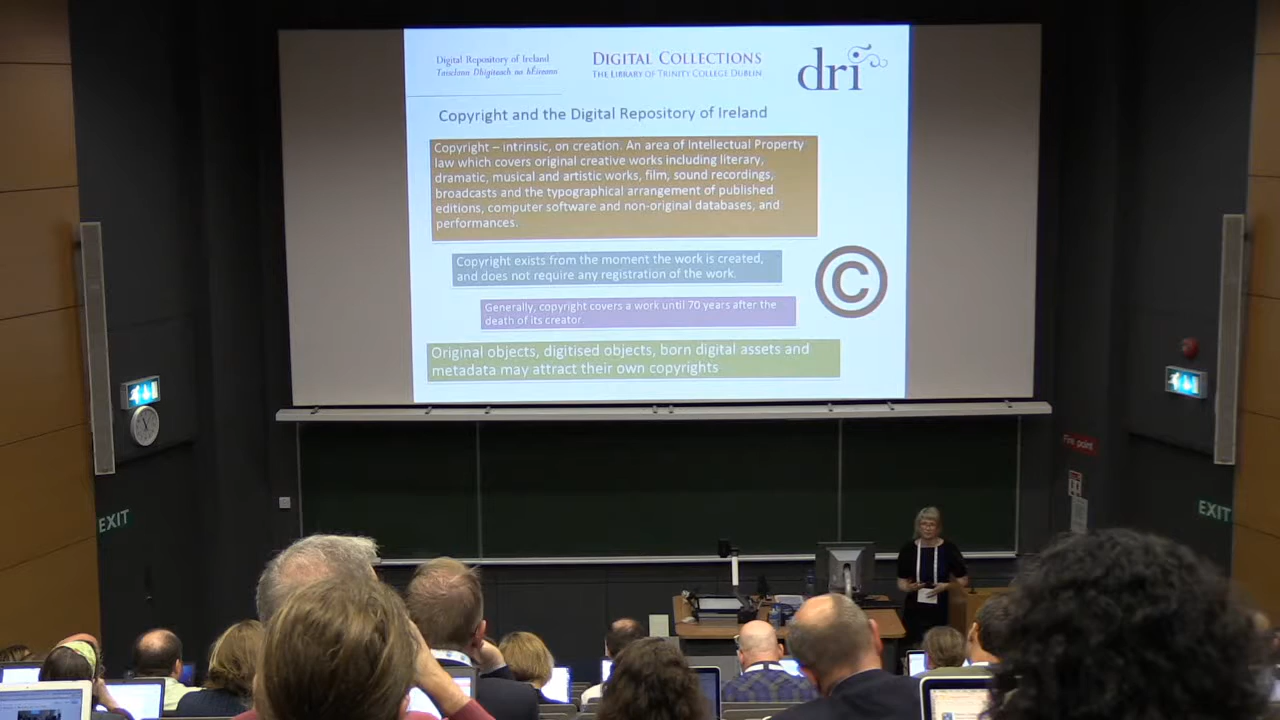 Digital Repository of Ireland
Taisclann Dhigiteach na hÉireann
DIGITAL COLLECTIONS
THE LIBRARY OF TRINITY COLLEGE DUBLIN
dri
Copyright and the Digital Repository of Ireland
Copyright – intrinsic, on creation. An area of Intellectual Property
law which covers original creative works including literary,
dramatic, musical and artistic works, film, sound recordings,
broadcasts and the typographical arrangement of published
editions, computer software and non-original databases, and
performances.
Copyright exists from the moment the work is created,
and does not require any registration of the work.
©
Generally, copyright covers a work until 70 years after the
death of its creator.
Original objects, digitised objects, born digital assets and
metadata may attract their own copyrights
Fire point
EXIT
EXIT